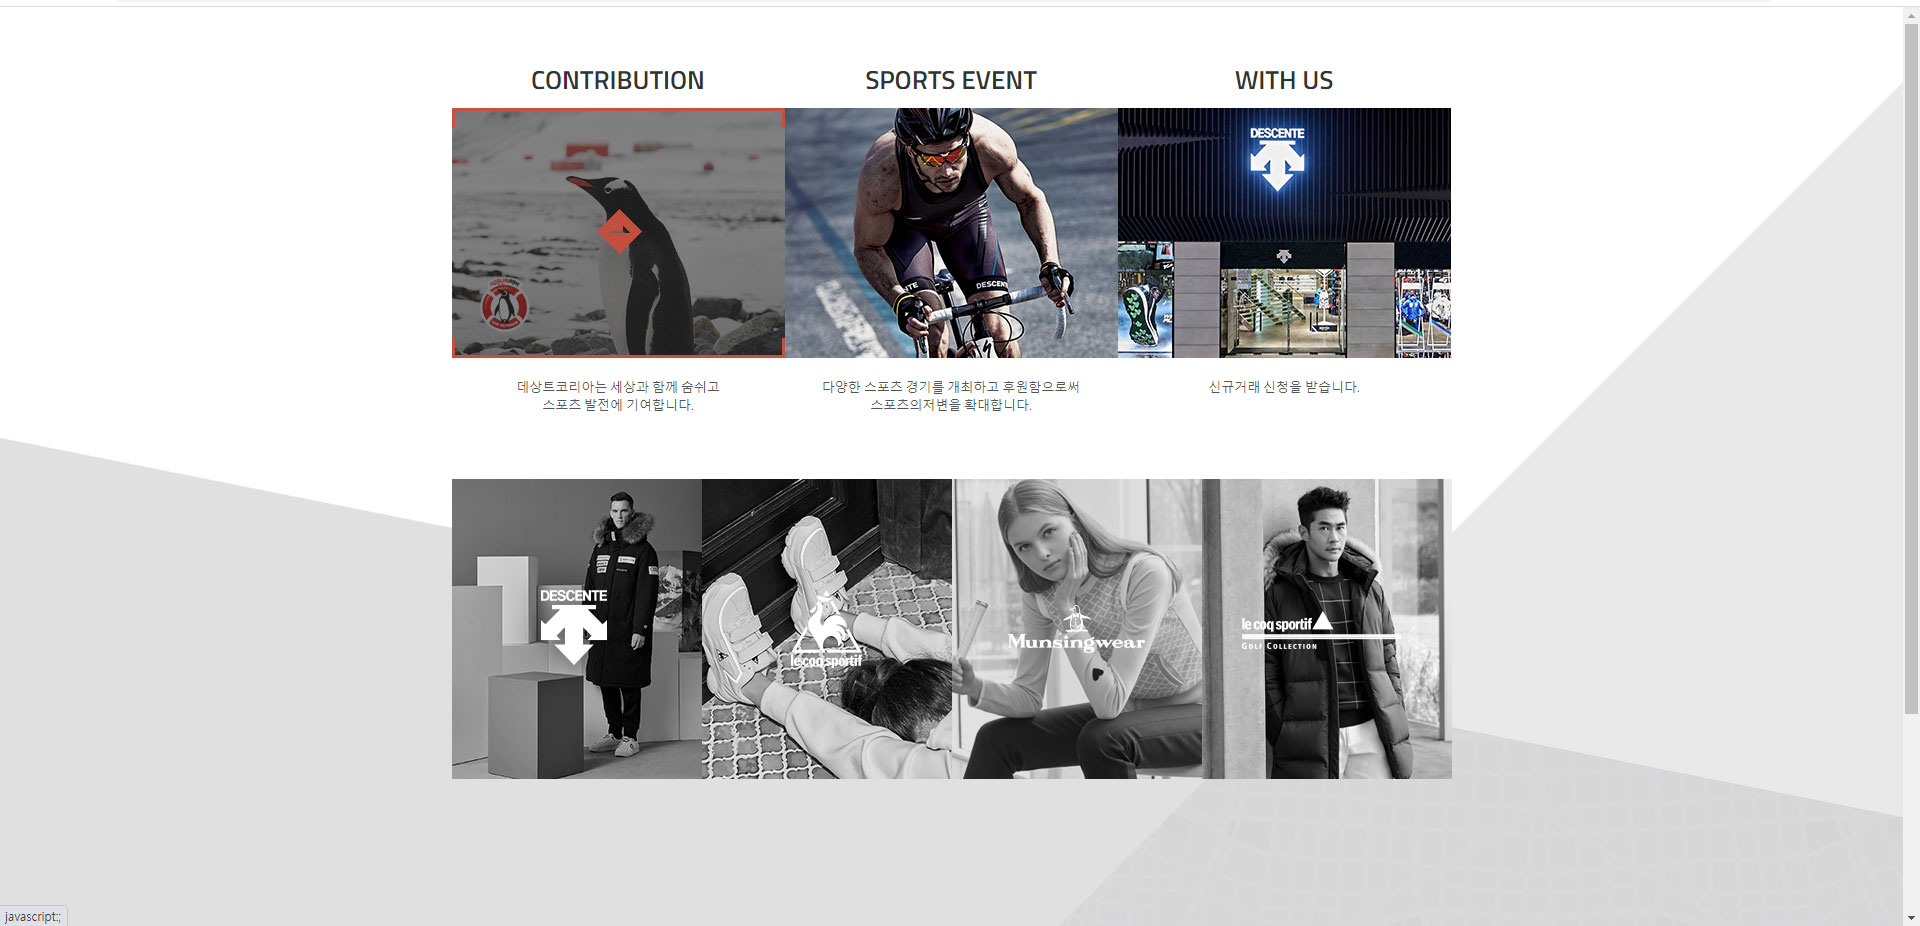 CONTRIBUTION
SPORTS EVENT
WITH US
DESCENTE
DESCENTE
데상트코리아는 세상과 함께 숨쉬고
스포츠 발전에 기여합니다.
다양한 스포츠 경기를 개최하고 후원함으로써
스포츠의저변을 확대합니다.
신규거래 신청을 받습니다.
DESCENTE
le coq sportif
Munsingwear
le coq sportif
GOLF COLLECTION
javascript:;